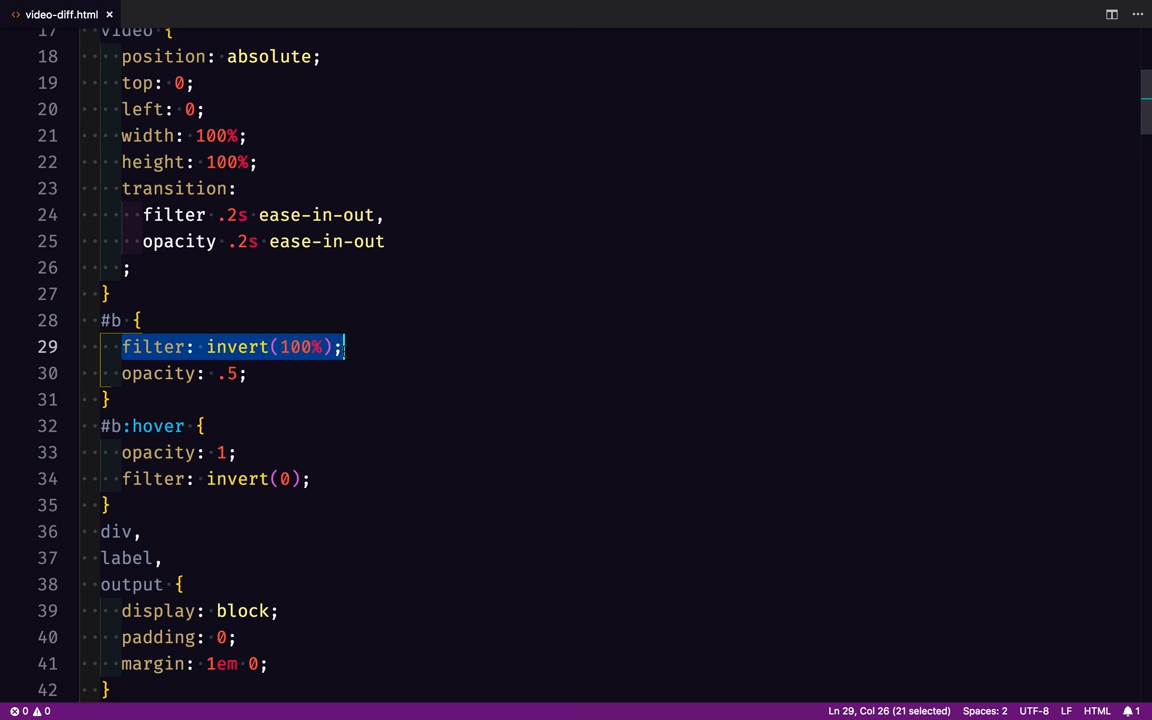 video-diff.html
17 video {
18 position: absolute;
19 top: 0;
20 left: 0;
21 width: 100%;
22 height: 100%;
23 transition:
24 filter .2s ease-in-out,
25 opacity .2s ease-in-out
26 ;
27 }
28 #b {
29 filter: invert(100%);
30 opacity: .5;
31 }
32 #b:hover {
33 opacity: 1;
34 filter: invert(0);
35 }
36 div,
37 label,
38 output {
39 display: block;
40 padding: 0;
41 margin: 1em 0;
42 }
0 0 Ln 29, Col 26 (21 selected) Spaces: 2 UTF-8 LF HTML 1